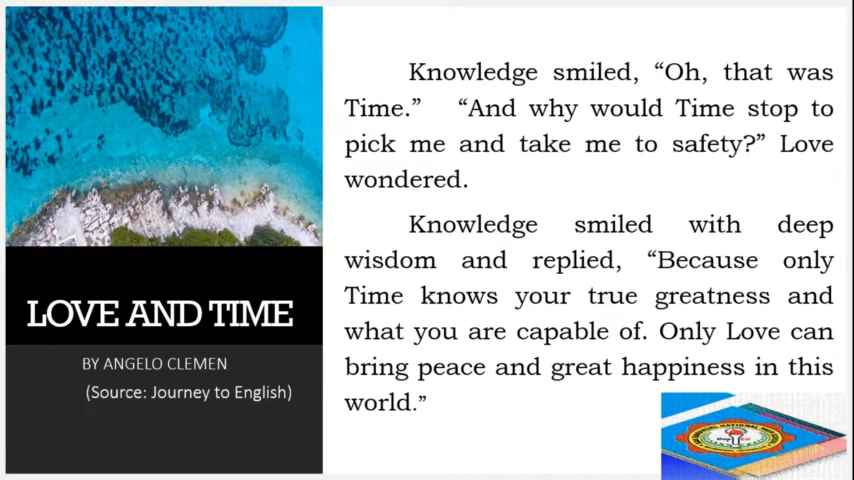 LOVE AND TIME
BY ANGELO CLEMEN
(Source: Journey to English)
Knowledge smiled, “Oh, that was
Time.” “And why would Time stop to
pick me and take me to safety?” Love
wondered.
Knowledge smiled with deep
wisdom and replied, “Because only
Time knows your true greatness and
what you are capable of. Only Love can
bring peace and great happiness in this
world.”